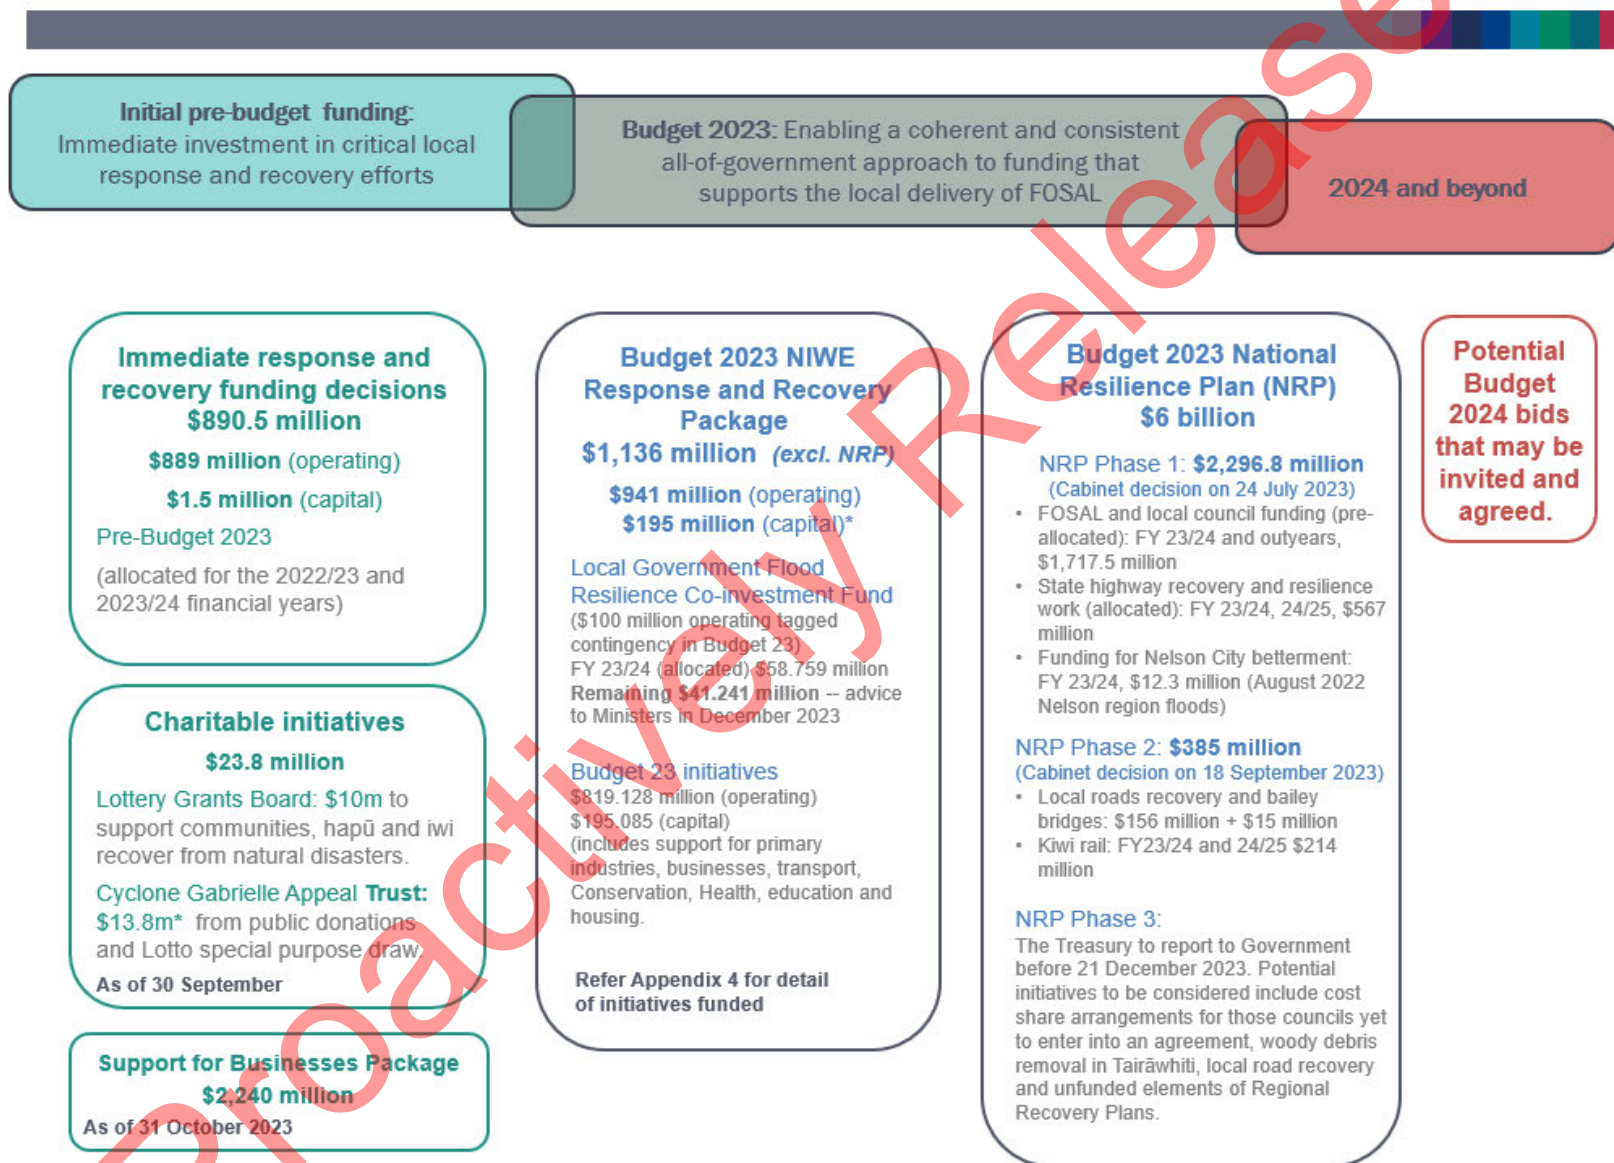 Initial pre-budget funding:
Immediate investment in critical local
response and recovery efforts
Budget 2023: Enabling a coherent and consistent
all-of-government approach to funding that
supports the local delivery of FOSAL
2024 and beyond
Immediate response and
recovery funding decisions
$890.5 million
$889 million (operating)
$1.5 million (capital)
Pre-Budget 2023
(allocated for the 2022/23 and
2023/24 financial years)
Charitable initiatives
$23.8 million
Lottery Grants Board: $10m to
support communities, hapū and iwi
recover from natural disasters.
Cyclone Gabrielle Appeal Trust:
$13.8m* from public donations
and Lotto special purpose draw.
As of 30 September
Support for Businesses Package
$2,240 million
As of 31 October 2023
Budget 2023 NIWE
Response and Recovery
Package
$1,136 million (excl. NRP)
$941 million (operating)
$195 million (capital)*
Local Government Flood
Resilience Co-investment Fund
($100 million operating tagged
contingency in Budget 23)
FY 23/24 (allocated) $58.759 million
Remaining $41.241 million -- advice
to Ministers in December 2023
Budget 23 initiatives
$819.128 million (operating)
$195.085 (capital)
(includes support for primary
industries, businesses, transport,
Conservation, Health, education and
housing.
Refer Appendix 4 for detail
of initiatives funded
Budget 2023 National
Resilience Plan (NRP)
$6 billion
NRP Phase 1: $2,296.8 million
(Cabinet decision on 24 July 2023)
• FOSAL and local council funding (pre-
allocated): FY 23/24 and outyears,
$1,717.5 million
• State highway recovery and resilience
work (allocated): FY 23/24, 24/25, $567
million
• Funding for Nelson City betterment:
FY 23/24, $12.3 million (August 2022
Nelson region floods)
NRP Phase 2: $385 million
(Cabinet decision on 18 September 2023)
• Local roads recovery and bailey
bridges: $156 million + $15 million
• Kiwi rail: FY23/24 and 24/25 $214
million
NRP Phase 3:
The Treasury to report to Government
before 21 December 2023. Potential
initiatives to be considered include cost
share arrangements for those councils yet
to enter into an agreement, woody debris
removal in Tairāwhiti, local road recovery
and unfunded elements of Regional
Recovery Plans.
Potential
Budget
2024 bids
that may be
invited and
agreed.
Proactively Release